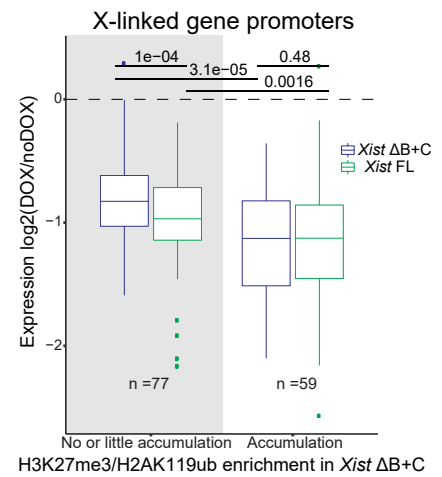 X-linked gene promoters
1e−04
0.48
3.1e−05
0.0016
0
−1
−2
Expression log2(DOX/noDOX)
Xist ΔB+C
Xist FL
n =77
n =59
No or little accumulation
Accumulation
H3K27me3/H2AK119ub enrichment in Xist ΔB+C